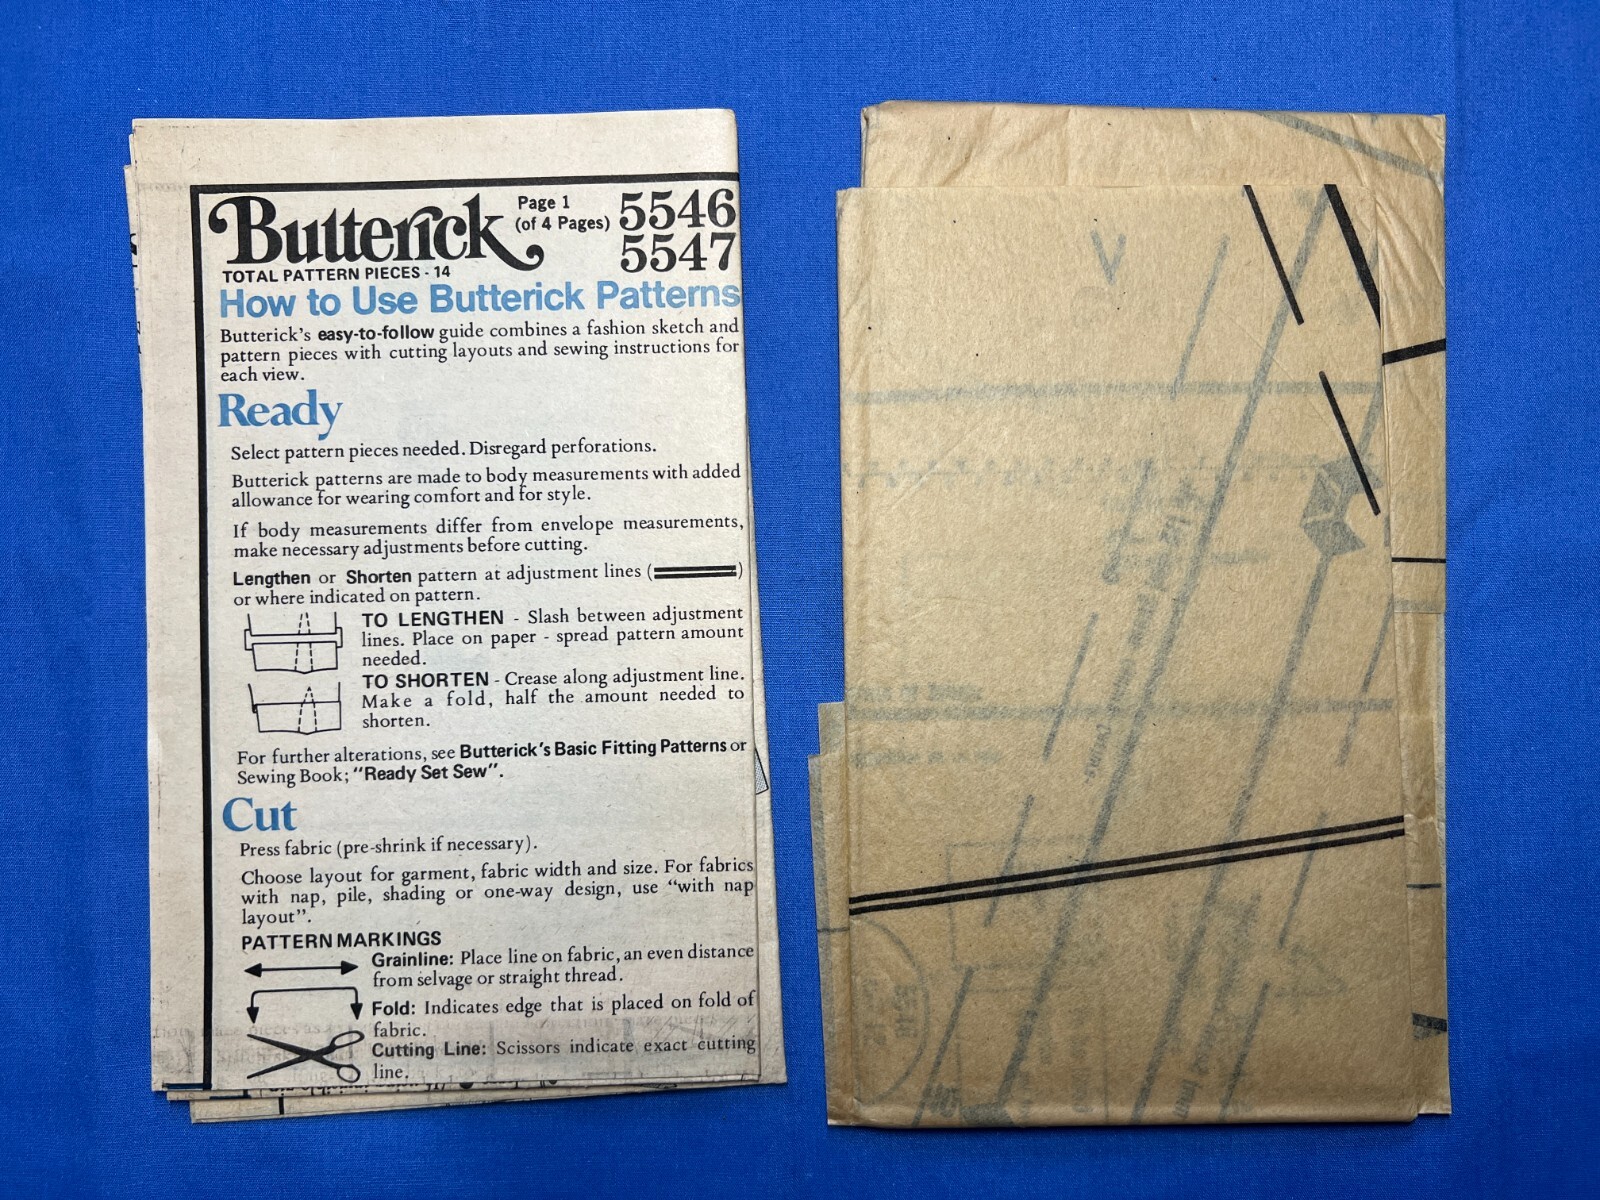 Butterick
Page 1
(of 4 Pages)
5546
5547
TOTAL PATTERN PIECES - 14
How to Use Butterick Patterns
Butterick's easy-to-follow guide combines a fashion sketch and
pattern pieces with cutting layouts and sewing instructions for
each view.
Ready
Select pattern pieces needed. Disregard perforations.
Butterick patterns are made to body measurements with added
allowance for wearing comfort and for style.
If body measurements differ from envelope measurements,
make necessary adjustments before cutting.
Lengthen or Shorten pattern at adjustment lines ( )
or where indicated on pattern.
TO LENGTHEN - Slash between adjustment
lines. Place on paper - spread pattern amount
needed.
TO SHORTEN - Crease along adjustment line.
Make a fold, half the amount needed to
shorten.
For further alterations, see Butterick's Basic Fitting Patterns or
Sewing Book; "Ready Set Sew".
Cut
Press fabric (pre-shrink if necessary).
Choose layout for garment, fabric width and size. For fabrics
with nap, pile, shading or one-way design, use "with nap
layout".
PATTERN MARKINGS
Grainline: Place line on fabric, an even distance
from selvage or straight thread.
Fold: Indicates edge that is placed on fold of
fabric.
Cutting Line: Scissors indicate exact cutting
line.